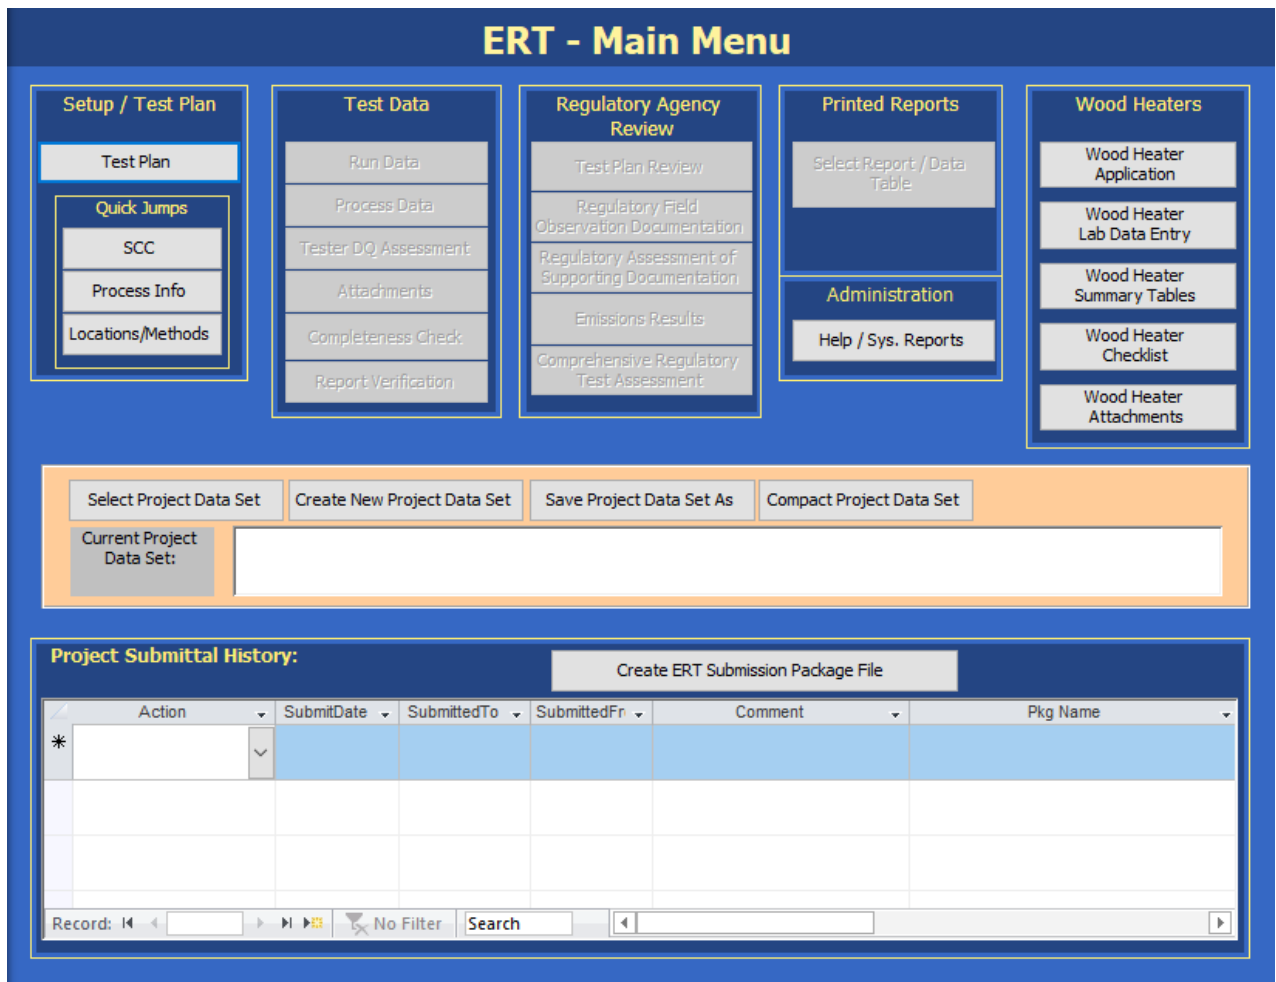 ERT - Main Menu
Setup / Test Plan
Test Plan
Quick Jumps
SCC
Process Info
Locations/Methods
Test Data
Run Data
Process Data
Tester DQ Assessment
Attachments
Completeness Check
Report Verification
Regulatory Agency
Review
Test Plan Review
Regulatory Field
Observation Documentation
Regulatory Assessment of
Supporting Documentation
Emissions Results
Comprehensive Regulatory
Test Assessment
Printed Reports
Select Report / Data
Table
Administration
Help / Sys. Reports
Wood Heaters
Wood Heater
Application
Wood Heater
Lab Data Entry
Wood Heater
Summary Tables
Wood Heater
Checklist
Wood Heater
Attachments
Select Project Data Set
Create New Project Data Set
Save Project Data Set As
Compact Project Data Set
Current Project
Data Set:
Project Submittal History:
Create ERT Submission Package File
Action SubmitDate SubmittedTo SubmittedFr Comment Pkg Name
Record: No Filter Search